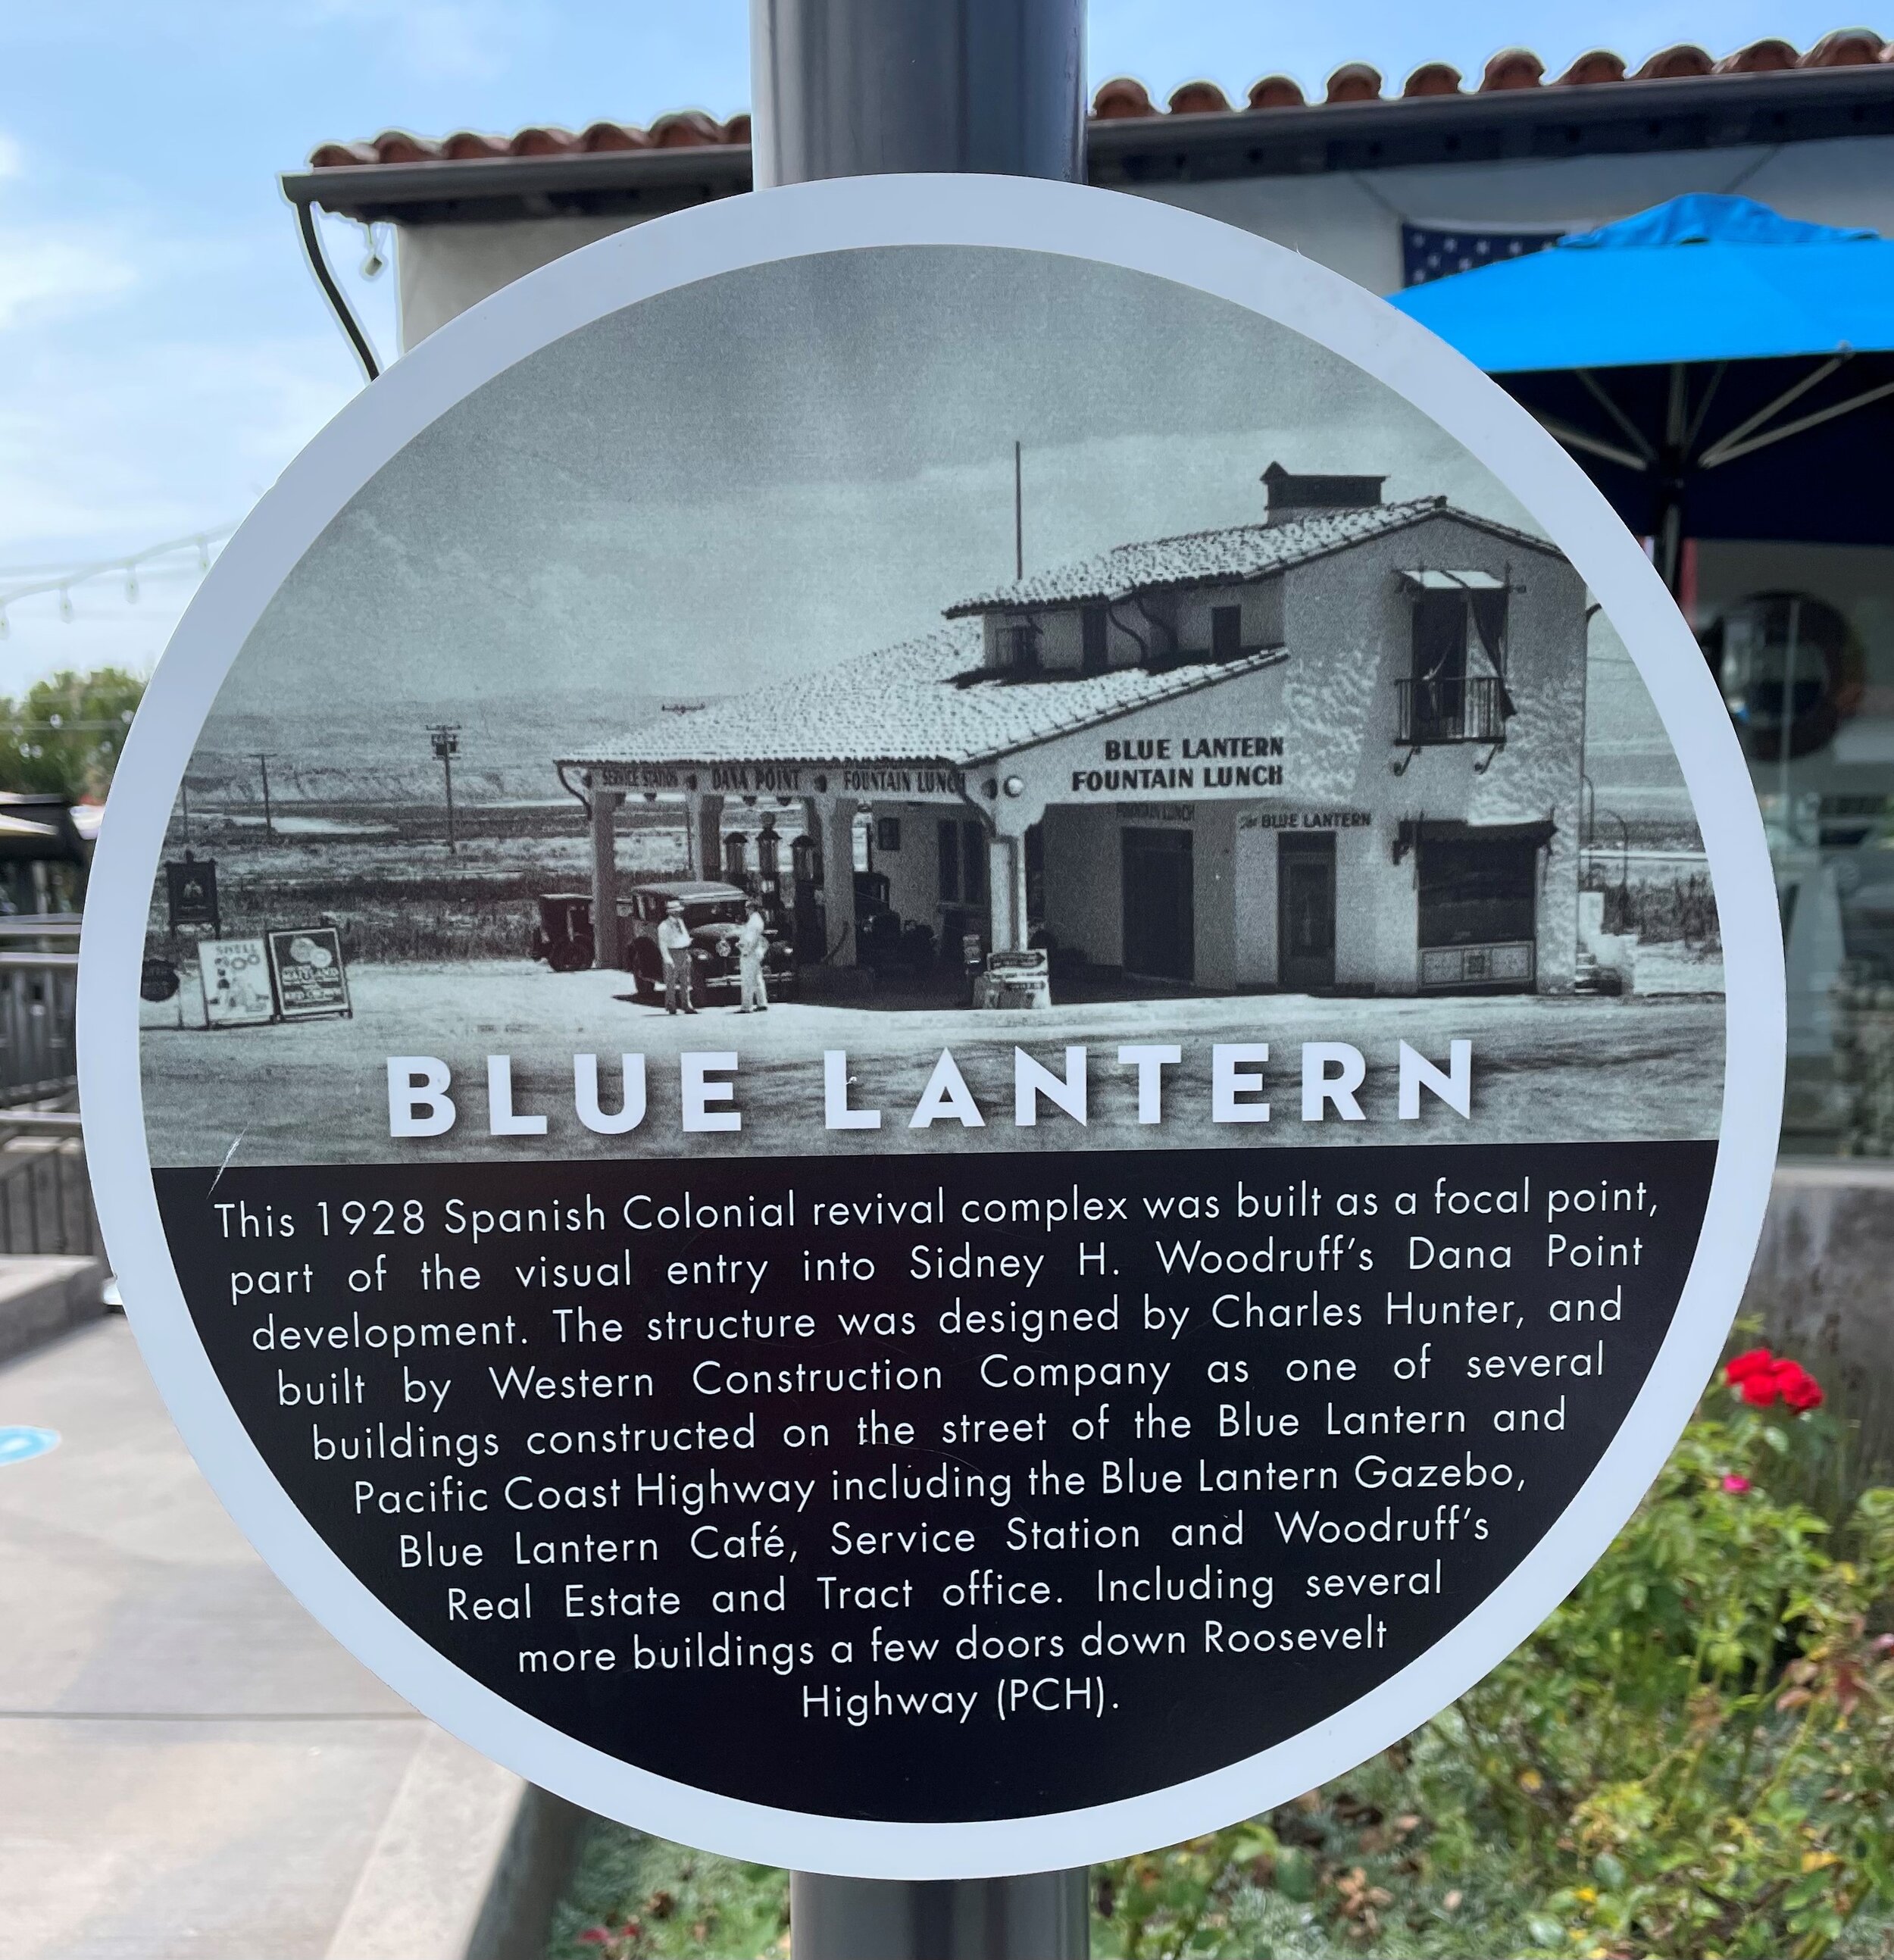 BLUE LANTERN
FOUNTAIN LUNCH
SERVICE STATION DANA POINT FOUNTAIN LUNCH
FOUNTAIN LUNCH
The BLUE LANTERN
SHELL
MAITLAND
BLUE LANTERN
This 1928 Spanish Colonial revival complex was built as a focal point,
part of the visual entry into Sidney H. Woodruff's Dana Point
development. The structure was designed by Charles Hunter, and
built by Western Construction Company as one of several
buildings constructed on the street of the Blue Lantern and
Pacific Coast Highway including the Blue Lantern Gazebo,
Blue Lantern Café, Service Station and Woodruff's
Real Estate and Tract office. Including several
more buildings a few doors down Roosevelt
Highway (PCH).